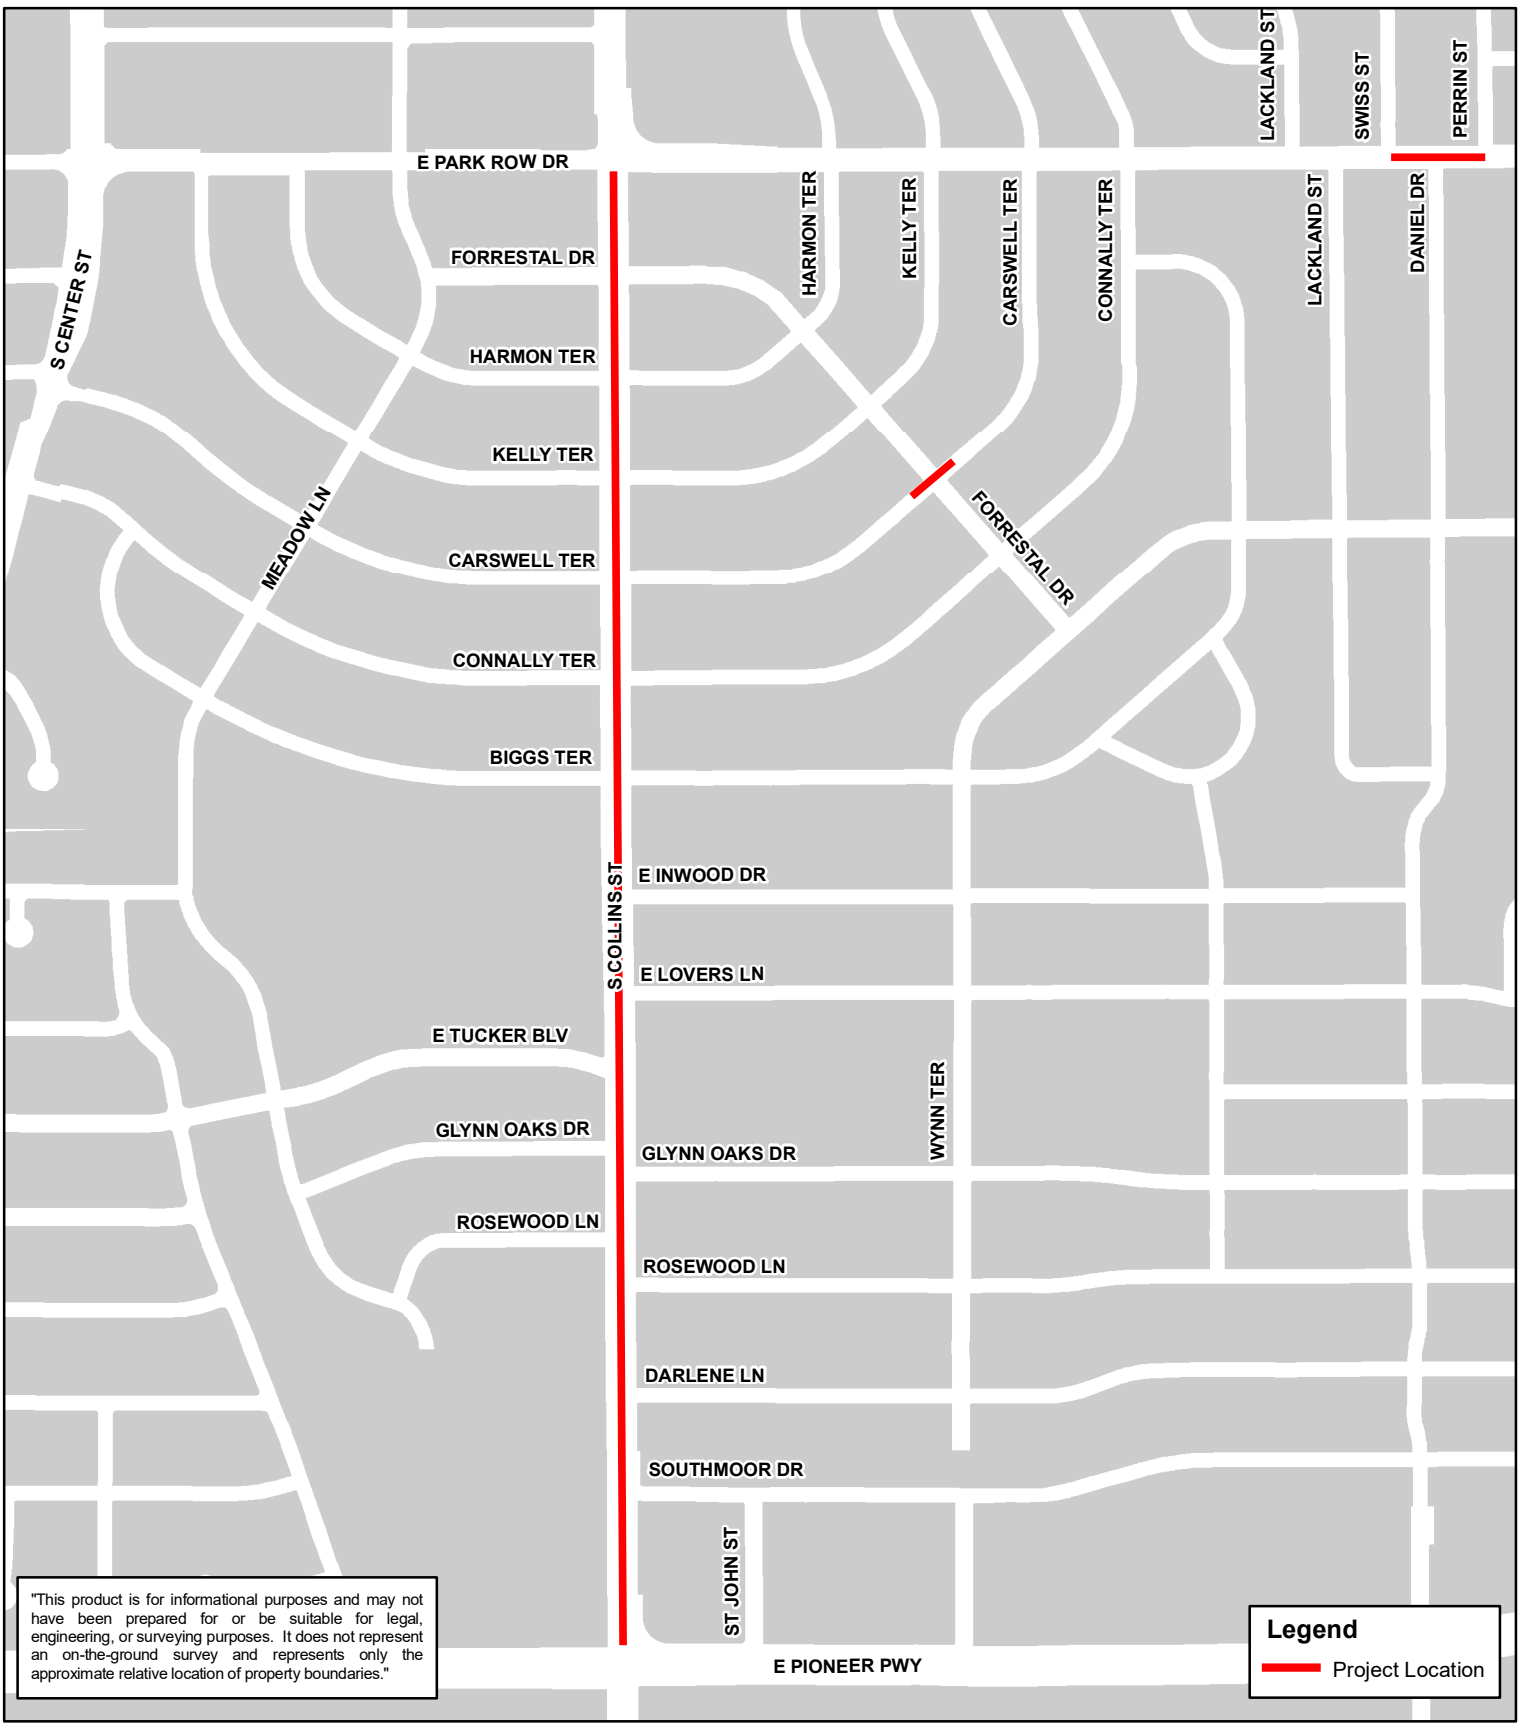 LACKLAND ST
SWISS ST
PERRIN ST
E PARK ROW DR
HARMON TER
KELLY TER
CARSWELL TER
CONNALLY TER
LACKLAND ST
DANIEL DR
S CENTER ST
FORRESTAL DR
HARMON TER
KELLY TER
MEADOW LN
FORRESTAL DR
CARSWELL TER
CONNALLY TER
BIGGS TER
S COLLINS ST
E INWOOD DR
E LOVERS LN
E TUCKER BLV
WYNN TER
GLYNN OAKS DR
GLYNN OAKS DR
ROSEWOOD LN
ROSEWOOD LN
DARLENE LN
SOUTHMOOR DR
ST JOHN ST
E PIONEER PWY
"This product is for informational purposes and may not
have been prepared for or be suitable for legal,
engineering, or surveying purposes. It does not represent
an on-the-ground survey and represents only the
approximate relative location of property boundaries."
Legend
Project Location